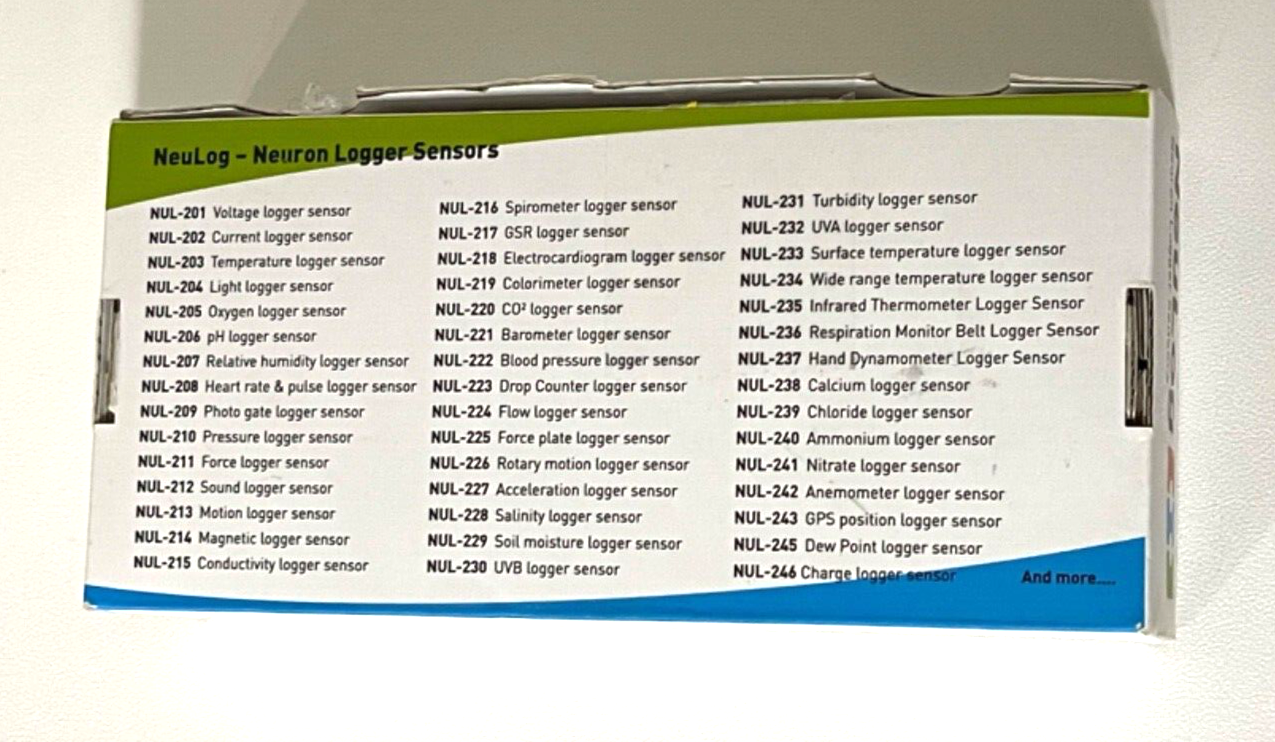 NeuLog – Neuron Logger Sensors
NUL-201 Voltage logger sensor
NUL-202 Current logger sensor
NUL-203 Temperature logger sensor
NUL-204 Light logger sensor
NUL-205 Oxygen logger sensor
NUL-206 pH logger sensor
NUL-207 Relative humidity logger sensor
NUL-208 Heart rate & pulse logger sensor
NUL-209 Photo gate logger sensor
NUL-210 Pressure logger sensor
NUL-211 Force logger sensor
NUL-212 Sound logger sensor
NUL-213 Motion logger sensor
NUL-214 Magnetic logger sensor
NUL-215 Conductivity logger sensor
NUL-216 Spirometer logger sensor
NUL-217 GSR logger sensor
NUL-218 Electrocardiogram logger sensor
NUL-219 Colorimeter logger sensor
NUL-220 CO² logger sensor
NUL-221 Barometer logger sensor
NUL-222 Blood pressure logger sensor
NUL-223 Drop Counter logger sensor
NUL-224 Flow logger sensor
NUL-225 Force plate logger sensor
NUL-226 Rotary motion logger sensor
NUL-227 Acceleration logger sensor
NUL-228 Salinity logger sensor
NUL-229 Soil moisture logger sensor
NUL-230 UVB logger sensor
NUL-231 Turbidity logger sensor
NUL-232 UVA logger sensor
NUL-233 Surface temperature logger sensor
NUL-234 Wide range temperature logger sensor
NUL-235 Infrared Thermometer Logger Sensor
NUL-236 Respiration Monitor Belt Logger Sensor
NUL-237 Hand Dynamometer Logger Sensor
NUL-238 Calcium logger sensor
NUL-239 Chloride logger sensor
NUL-240 Ammonium logger sensor
NUL-241 Nitrate logger sensor
NUL-242 Anemometer logger sensor
NUL-243 GPS position logger sensor
NUL-245 Dew Point logger sensor
NUL-246 Charge logger sensor
And more....